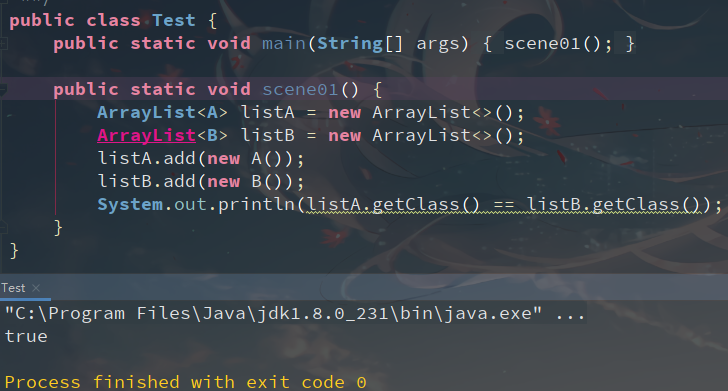 public class Test {
    public static void main(String[] args) { scene01(); }
    public static void scene01() {
        ArrayList<A> listA = new ArrayList<>();
        ArrayList<B> listB = new ArrayList<>();
        listA.add(new A());
        listB.add(new B());
        System.out.println(listA.getClass() == listB.getClass());
    }
}
Test ×
"C:\Program Files\Java\jdk1.8.0_231\bin\java.exe" ...
true
Process finished with exit code 0